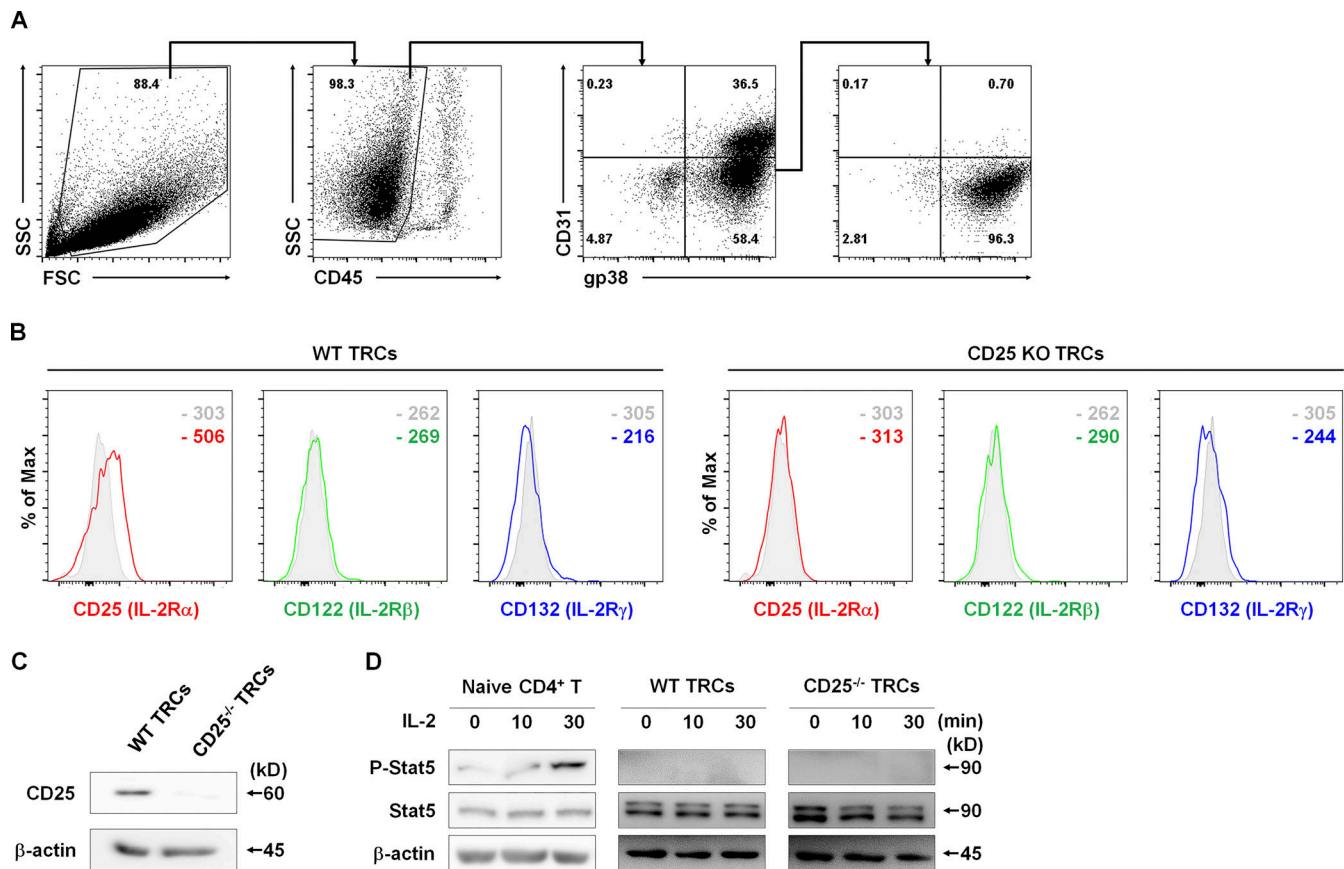 A
88.4
98.3
0.23 36.5
0.17 0.70
4.87 58.4
2.81 96.3
SSC
SSC
CD31
FSC
CD45
gp38
B
WT TRCs
CD25 KO TRCs
- 303
- 506
- 262
- 269
- 305
- 216
- 303
- 313
- 262
- 290
- 305
- 244
% of Max
% of Max
CD25 (IL-2Rα)
CD122 (IL-2Rβ)
CD132 (IL-2Rγ)
CD25 (IL-2Rα)
CD122 (IL-2Rβ)
CD132 (IL-2Rγ)
C
WT TRCs
CD25-/- TRCs
(kD)
CD25 ←60
β-actin ←45
D
Naive CD4+ T WT TRCs CD25-/- TRCs
IL-2 0 10 30 0 10 30 0 10 30 (min)
(kD)
P-Stat5 ←90
Stat5 ←90
β-actin ←45